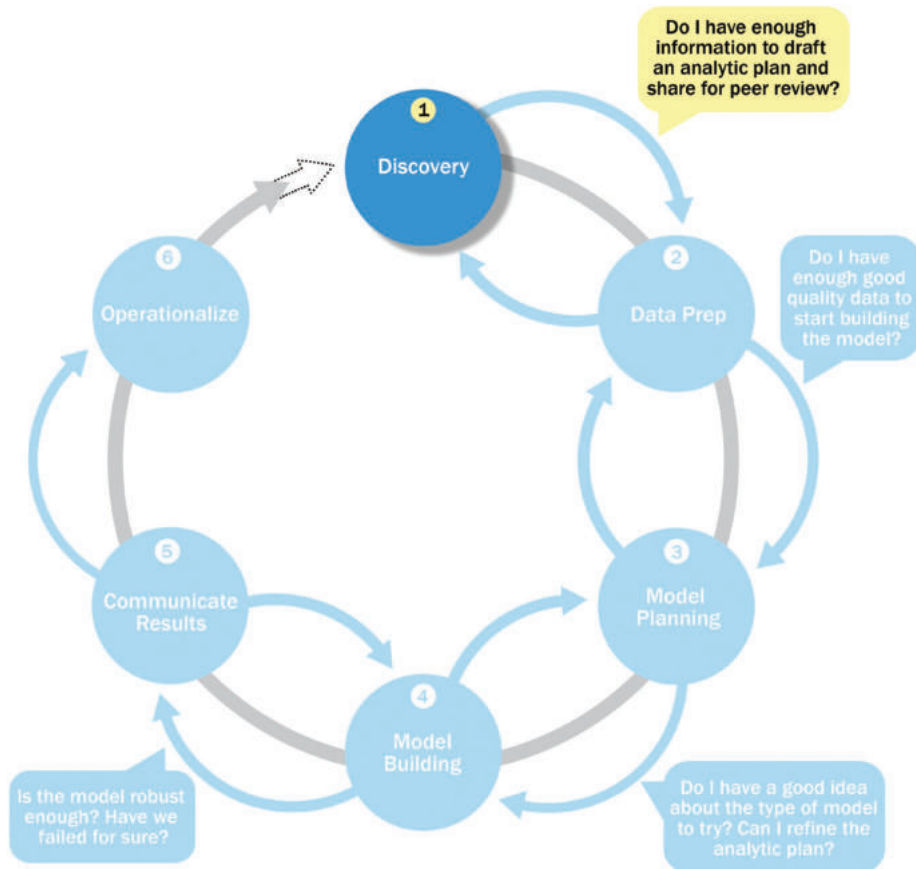 Do I have enough
information to draft
an analytic plan and
share for peer review?
1
Discovery
2
Data Prep
Do I have
enough good
quality data to
start building
the model?
3
Model
Planning
Do I have a good idea
about the type of model
to try? Can I refine the
analytic plan?
4
Model
Building
Is the model robust
enough? Have we
failed for sure?
5
Communicate
Results
6
Operationalize